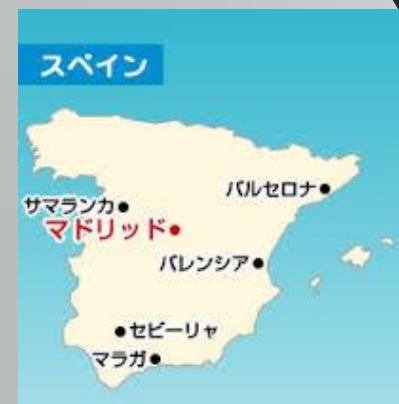 スペイン
バルセロナ
サマランカ
マドリッド
バレンシア
セビーリャ
マラガ